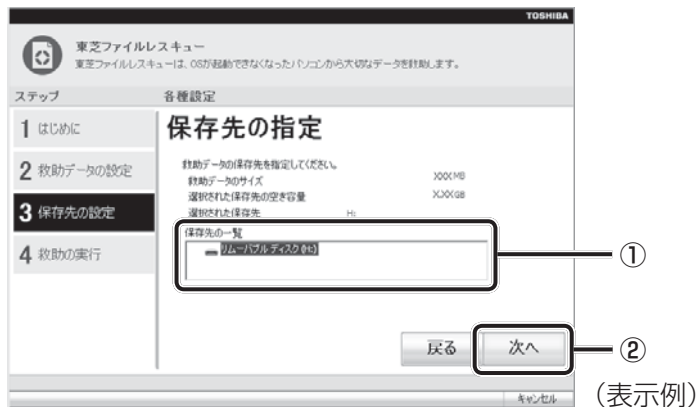 TOSHIBA
東芝ファイルレスキュー
東芝ファイルレスキューは、OSが起動できなくなったパソコンから大切なデータを救助します。
ステップ
各種設定
1 はじめに
2 救助データの設定
3 保存先の設定
4 救助の実行
保存先の指定
救助データの保存先を指定してください。
救助データのサイズ XXXX MB
選択された保存先の空き容量 X.XXX GB
選択された保存先 H:
保存先の一覧
リムーバブル ディスク (H:)
①
戻る
次へ
②
キャンセル
(表示例)